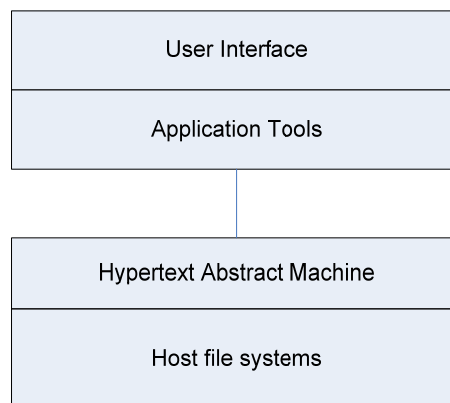 User Interface
Application Tools
Hypertext Abstract Machine
Host file systems